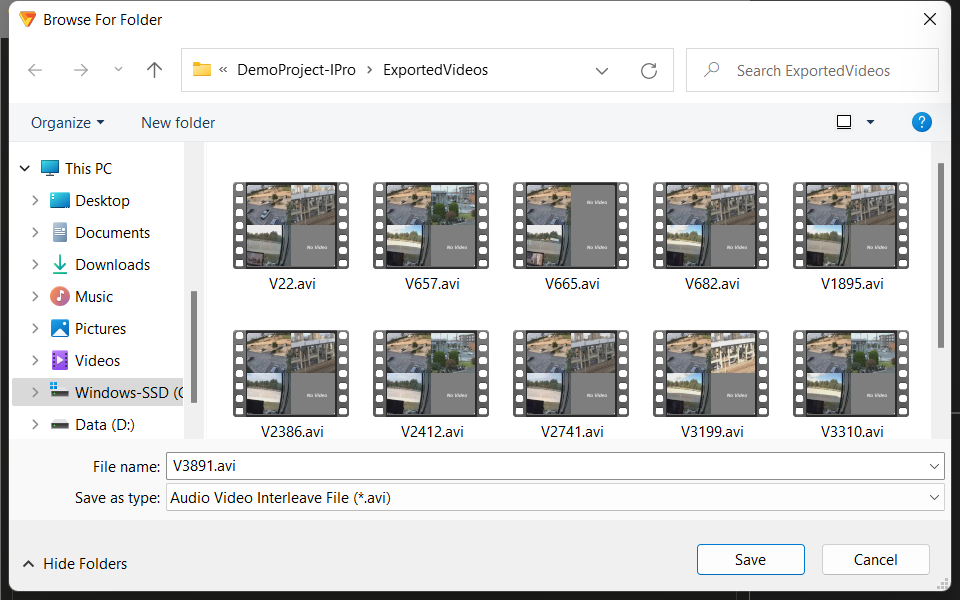 Browse For Folder
« DemoProject-IPro > ExportedVideos
Search ExportedVideos
Organize
New folder
?
This PC
Desktop
Documents
Downloads
Music
Pictures
Videos
Windows-SSD (C
Data (D:)
No Video
No Video
No Video
No Video
No Video
No Video
V22.avi
V657.avi
V665.avi
V682.avi
V1895.avi
No Video
No Video
No Video
No Video
No Video
V2386.avi
V2412.avi
V2741.avi
V3199.avi
V3310.avi
File name: V3891.avi
Save as type: Audio Video Interleave File (*.avi)
Hide Folders
Save
Cancel